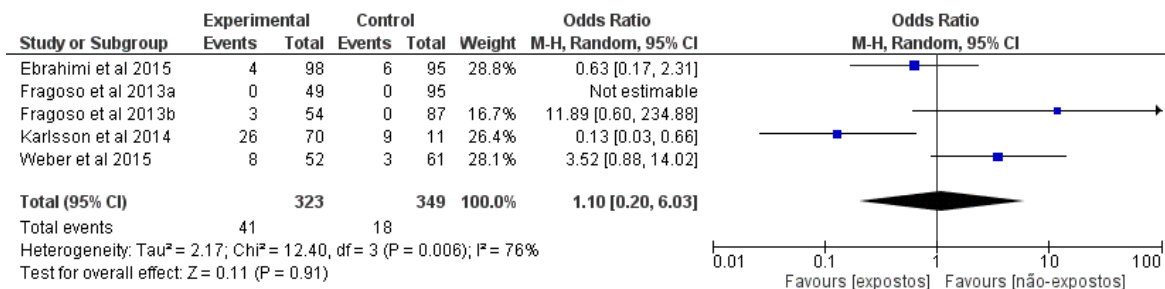 Experimental Control Odds Ratio Odds Ratio
Study or Subgroup Events Total Events Total Weight M-H, Random, 95% CI M-H, Random, 95% CI
Ebrahimi et al 2015 4 98 6 95 28.8% 0.63 [0.17, 2.31]
Fragoso et al 2013a 0 49 0 95 Not estimable
Fragoso et al 2013b 3 54 0 87 16.7% 11.89 [0.60, 234.88]
Karlsson et al 2014 26 70 9 11 26.4% 0.13 [0.03, 0.66]
Weber et al 2015 8 52 3 61 28.1% 3.52 [0.88, 14.02]
Total (95% CI) 323 349 100.0% 1.10 [0.20, 6.03]
Total events 41 18
Heterogeneity: Tau² = 2.17; Chi² = 12.40, df = 3 (P = 0.006); I² = 76%
Test for overall effect: Z = 0.11 (P = 0.91)
0.01 0.1 1 10 100
Favours [expostos] Favours [não-expostos]